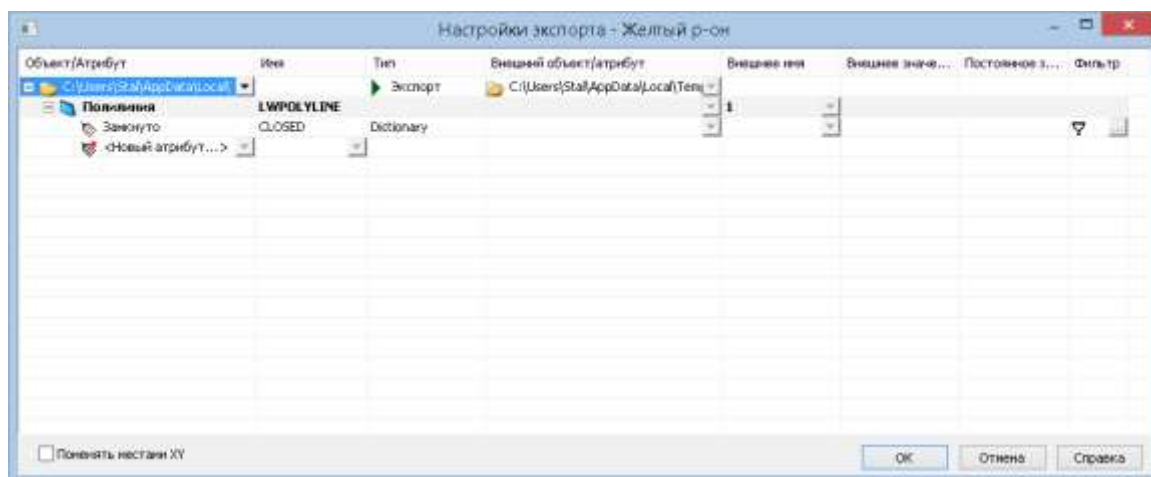 Настройки экспорта - Желтый р-он
Объект/Атрибут Имя Тип Внешний объект/атрибут Внешнее имя Внешнее значе... Постоянное з... Фильтр
C:\Users\Stal\AppData\Local\ Экспорт C:\Users\Stal\AppData\Local\Temp
Полилиния LWPOLYLINE 1
Замкнуто CLOSED Dictionary
<Новый атрибут...>
Поменять местами XY
OK Отмена Справка